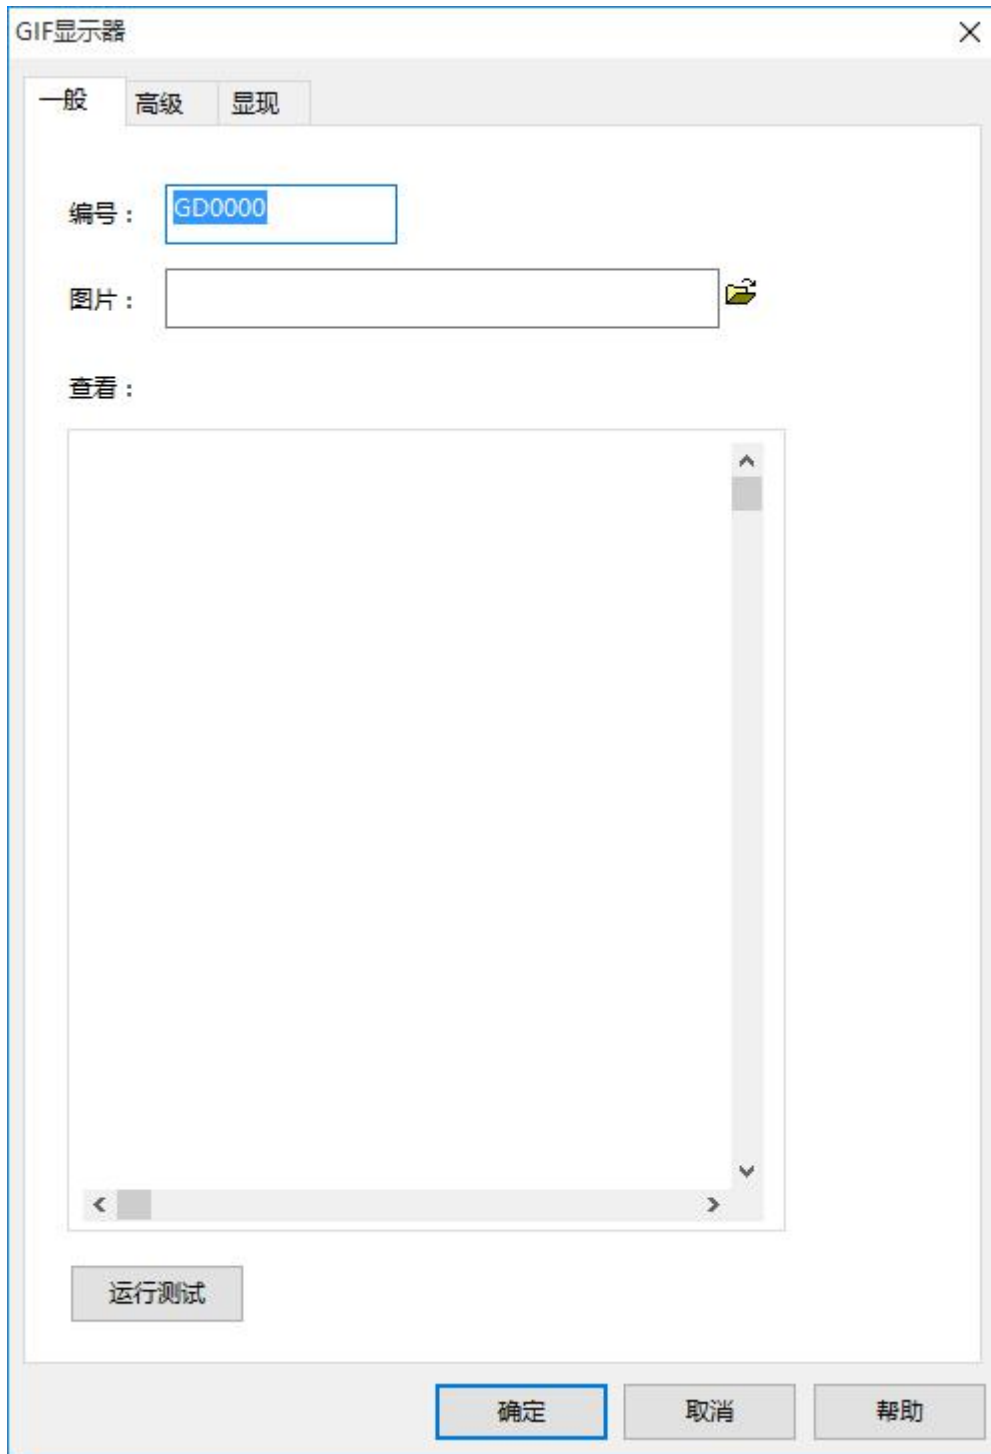 GIF显示器
一般 高级 显现
编号：GD0000
图片：
查看：
运行测试
确定 取消 帮助